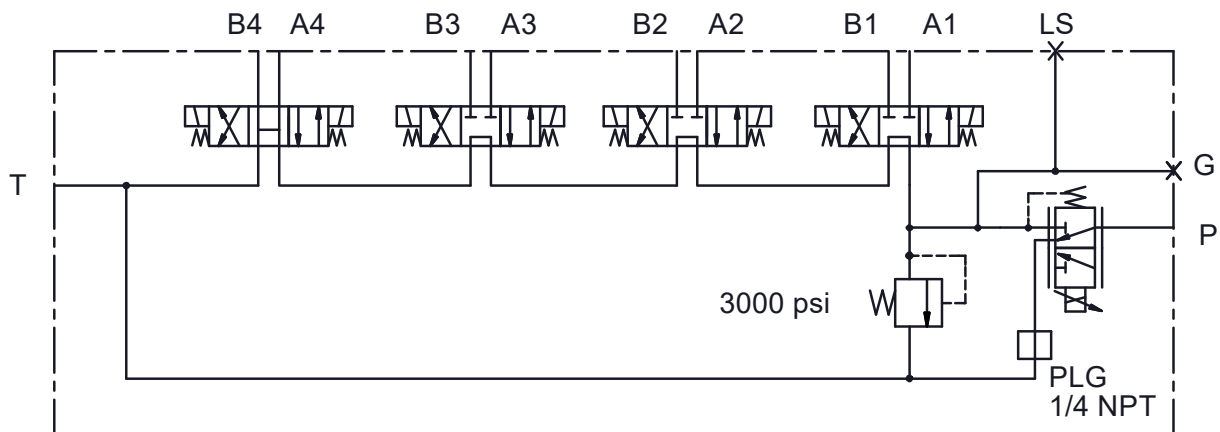 B4 A4 B3 A3 B2 A2 B1 A1 LS
G
T
P
3000 psi
PLG
1/4 NPT